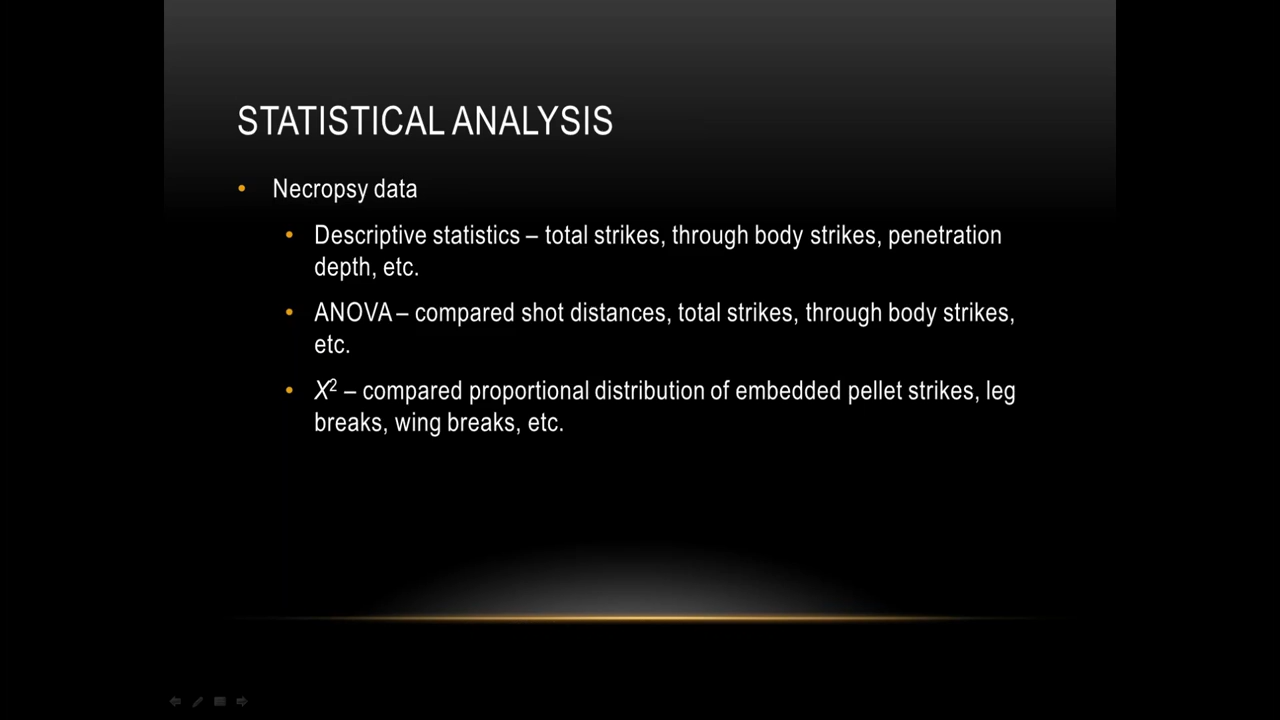 STATISTICAL ANALYSIS
• Necropsy data
• Descriptive statistics – total strikes, through body strikes, penetration
depth, etc.
• ANOVA – compared shot distances, total strikes, through body strikes,
etc.
• X² – compared proportional distribution of embedded pellet strikes, leg
breaks, wing breaks, etc.